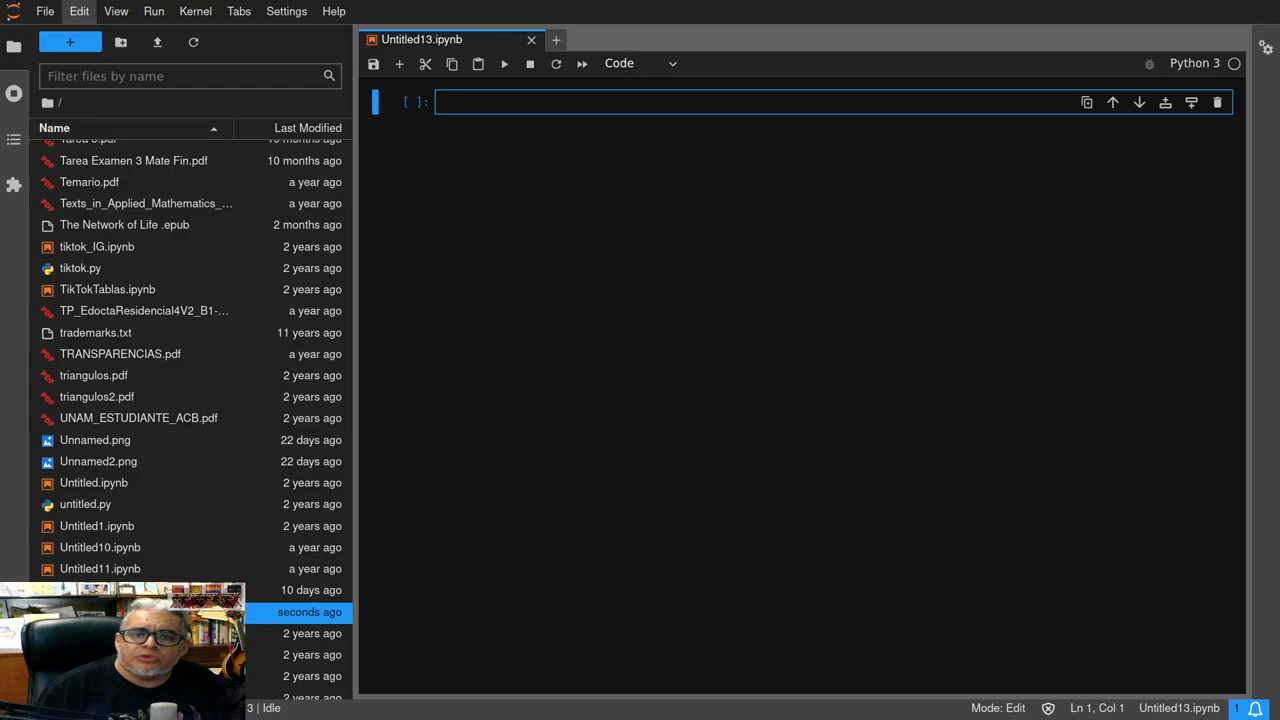 File Edit View Run Kernel Tabs Settings Help
Untitled13.ipynb
Code
Python 3
Filter files by name
/
[ ]:
Name Last Modified
Tarea Examen 3 Mate Fin.pdf 10 months ago
Temario.pdf a year ago
Texts_in_Applied_Mathematics_... a year ago
The Network of Life .epub 2 months ago
tiktok_IG.ipynb 2 years ago
tiktok.py 2 years ago
TikTokTablas.ipynb 2 years ago
TP_EdoctaResidencial4V2_B1-... a year ago
trademarks.txt 11 years ago
TRANSPARENCIAS.pdf a year ago
triangulos.pdf 2 years ago
triangulos2.pdf 2 years ago
UNAM_ESTUDIANTE_ACB.pdf 2 years ago
Unnamed.png 22 days ago
Unnamed2.png 22 days ago
Untitled.ipynb 2 years ago
untitled.py 2 years ago
Untitled1.ipynb 2 years ago
Untitled10.ipynb a year ago
Untitled11.ipynb a year ago
10 days ago
seconds ago
2 years ago
2 years ago
2 years ago
3 | Idle
Mode: Edit
Ln 1, Col 1
Untitled13.ipynb
1